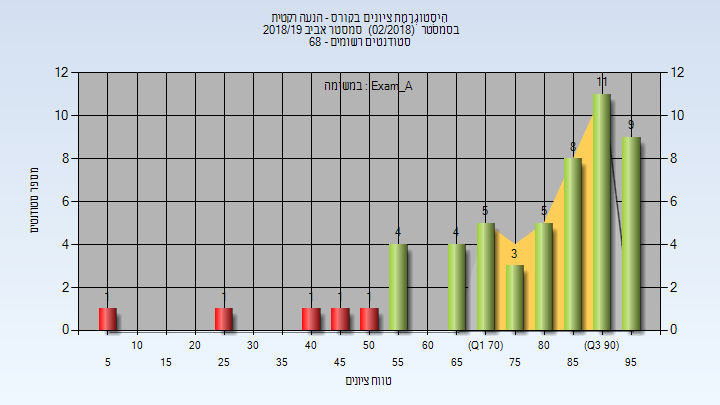 הִיסְטוֹגְרָמַת ציונים בקורס - הנעה רקטית
בסמסטר (02/2018) סמסטר אביב 2018/19
סטודנטים רשומים - 68
במשימה : Exam_A
מספר סטודנטים
12 12
10 10
8 8
6 6
4 4
2 2
0 0
1 1 1 1 1 4 4 5 3 5 8 11 9
10 20 30 40 50 60 (Q1 70) 80 (Q3 90)
5 15 25 35 45 55 65 75 85 95
טווח ציונים